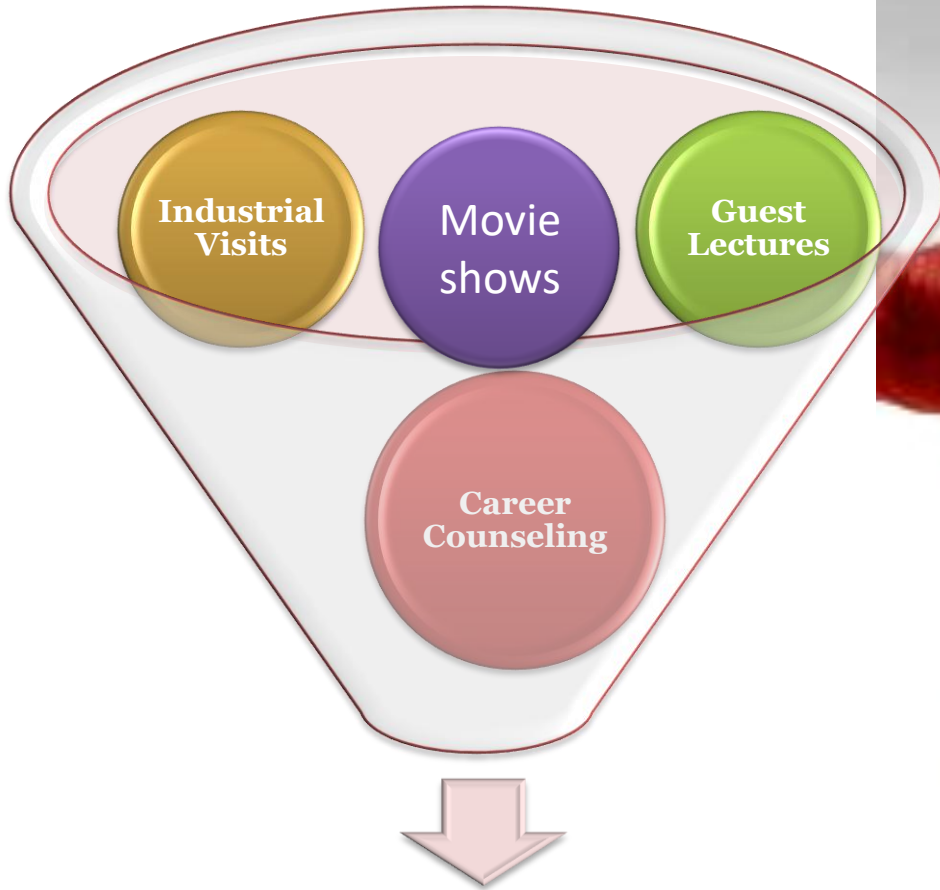 Industrial
Visits
Movie
shows
Guest
Lectures
Career
Counseling